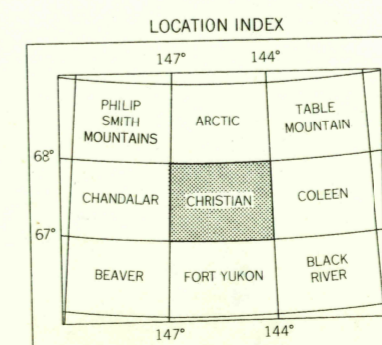 LOCATION INDEX
147° 144°
PHILIP
SMITH
MOUNTAINS
ARCTIC
TABLE
MOUNTAIN
68°
CHANDALAR
CHRISTIAN
COLEEN
67°
BEAVER
FORT YUKON
BLACK
RIVER
147° 144°